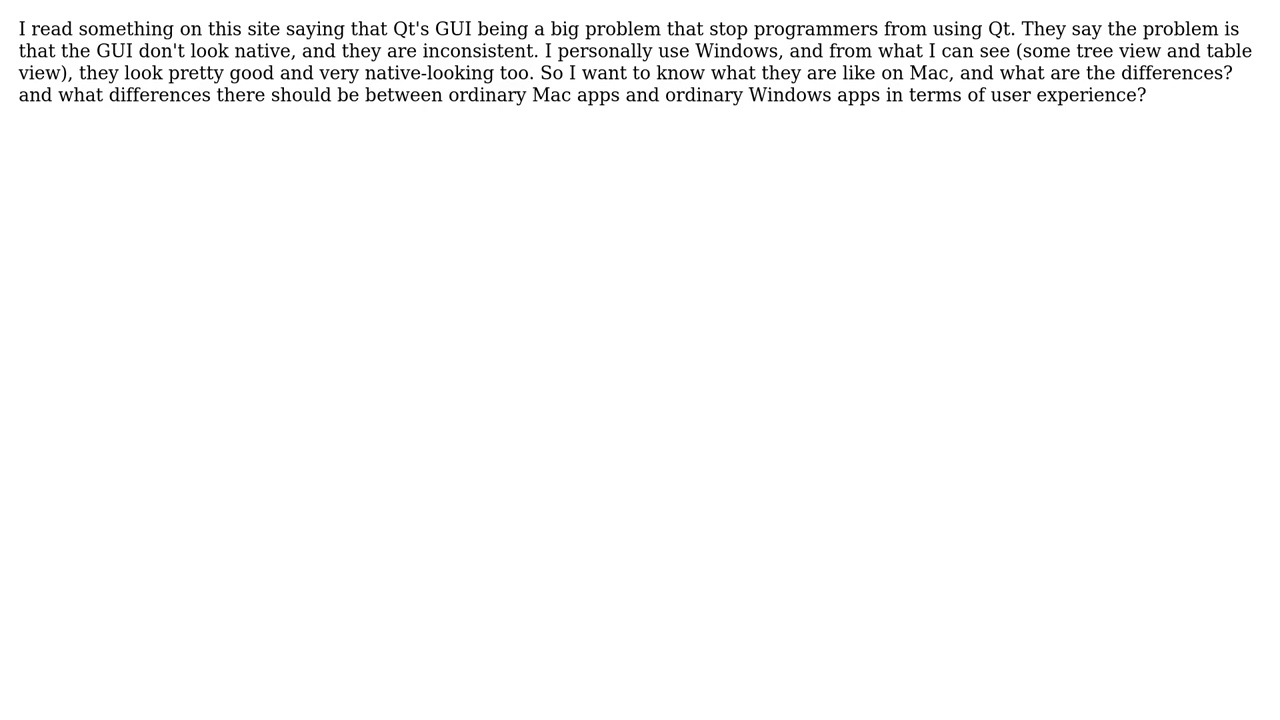 I read something on this site saying that Qt's GUI being a big problem that stop programmers from using Qt. They say the problem is
that the GUI don't look native, and they are inconsistent. I personally use Windows, and from what I can see (some tree view and table
view), they look pretty good and very native-looking too. So I want to know what they are like on Mac, and what are the differences?
and what differences there should be between ordinary Mac apps and ordinary Windows apps in terms of user experience?